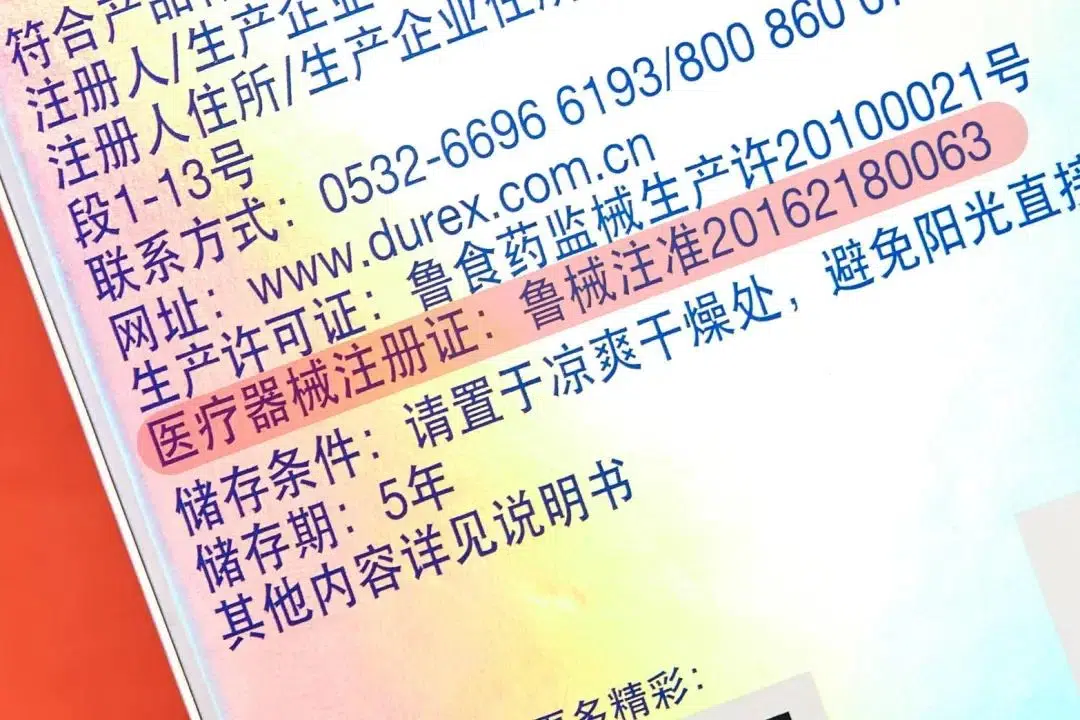 符合产品
注册人/生产企业
注册人住所/生产企业住所
段1-13号
联系方式：0532-6696 6193/800 860
网址：www.durex.com.cn
生产许可证：鲁食药监械生产许20100021号
医疗器械注册证：鲁械注准20162180063
储存条件：请置于凉爽干燥处，避免阳光直接
储存期：5年
其他内容详见说明书
多精彩：